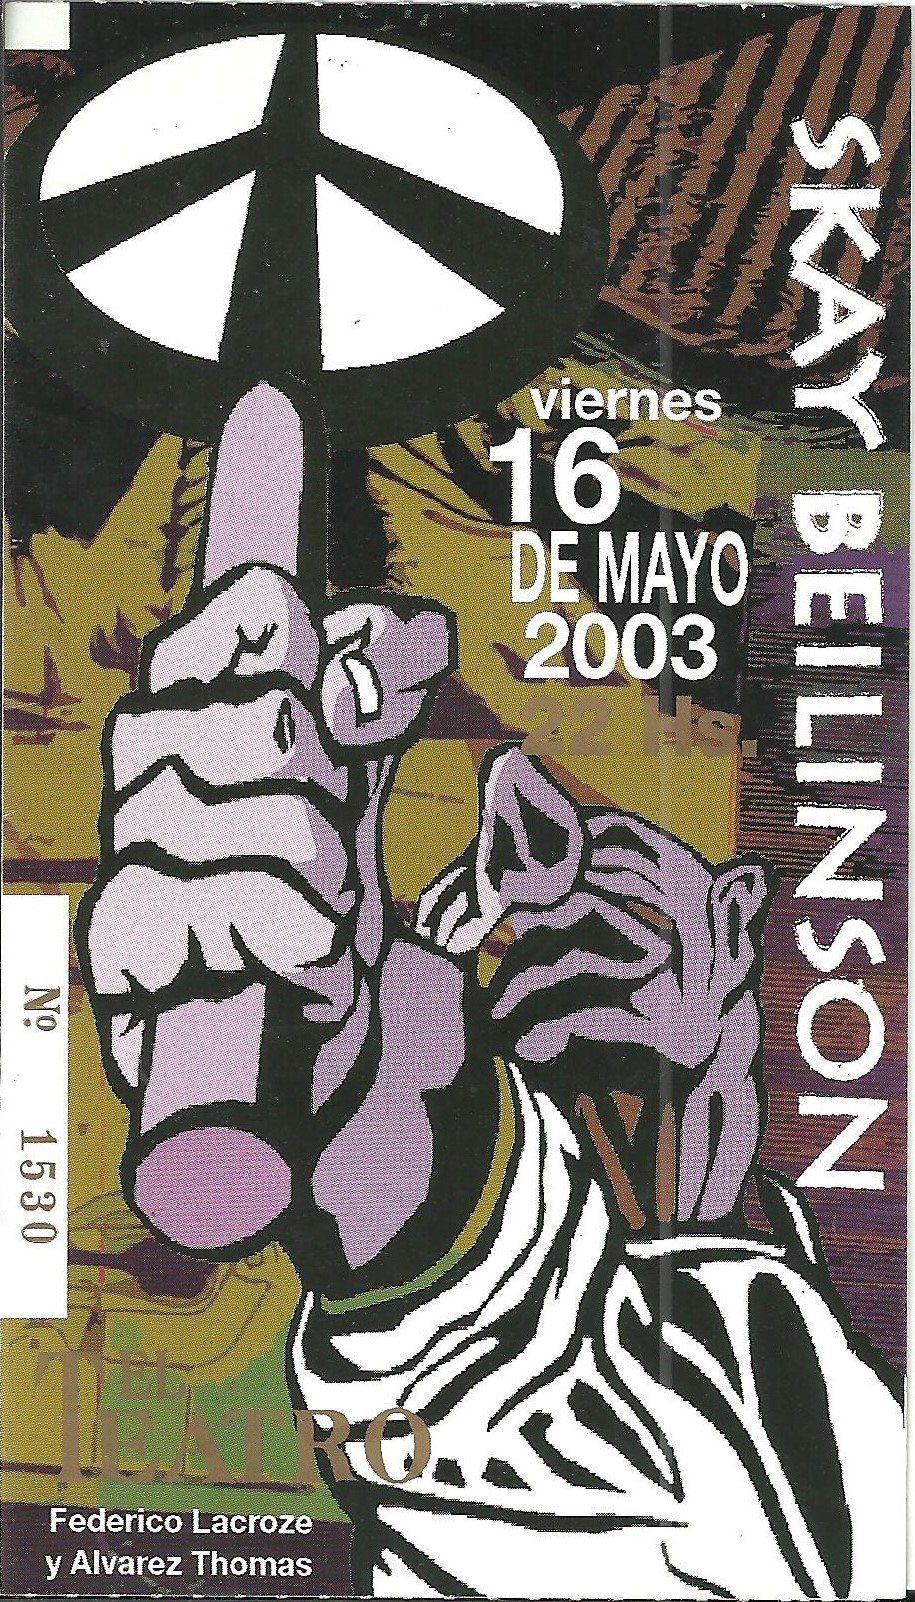 SKAY BEILINSON
viernes
16
DE MAYO
2003
22 Hs.
Nº 1530
EL
TEATRO
Federico Lacroze
y Alvarez Thomas